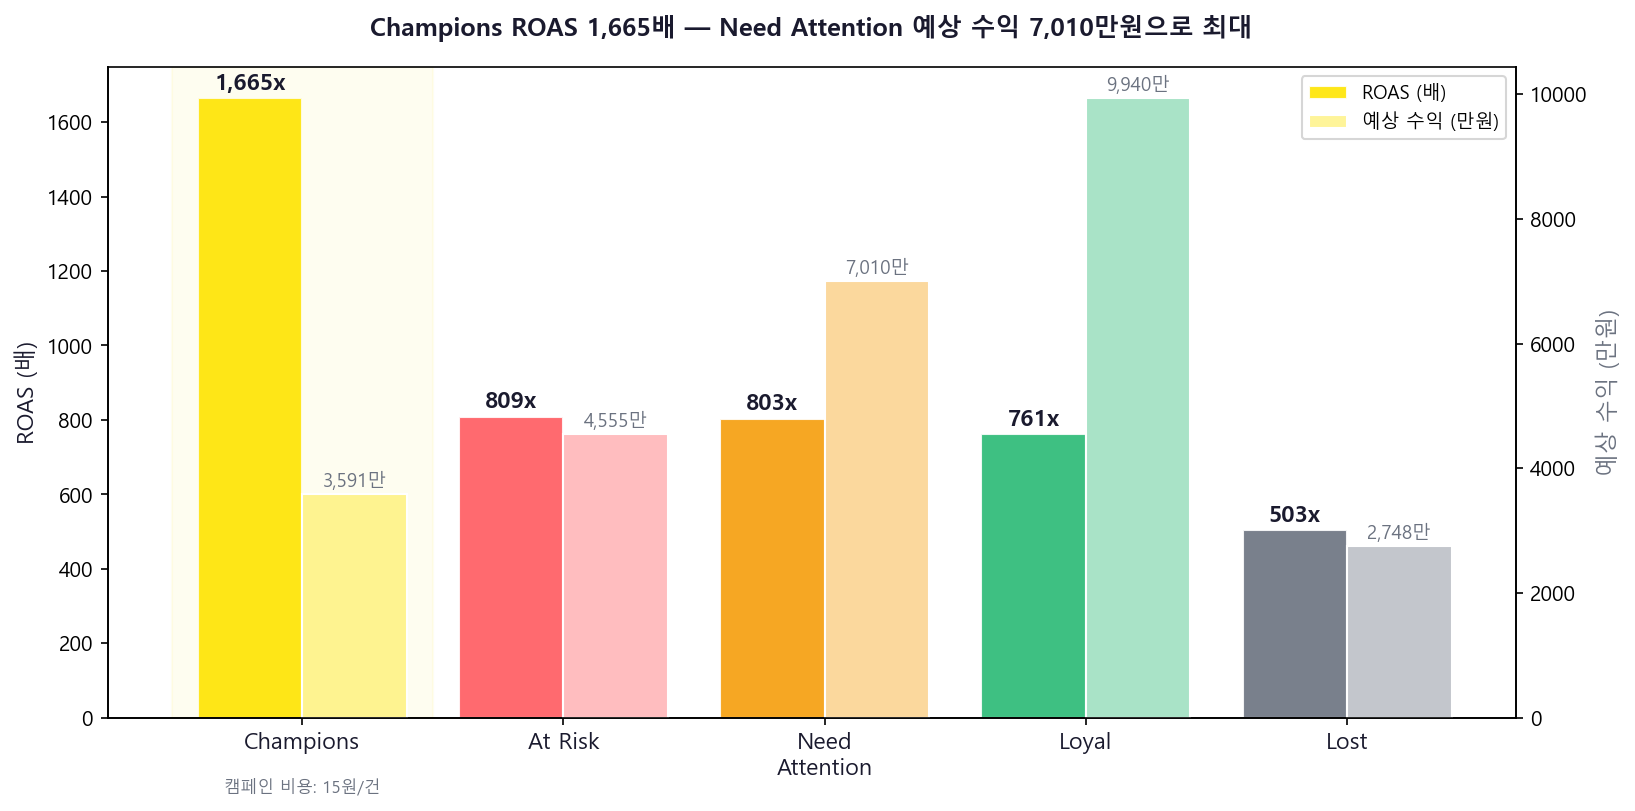 Champions ROAS 1,665배 — Need Attention 예상 수익 7,010만원으로 최대
ROAS (배)
예상 수익 (만원)
1,665x
3,591만
809x
4,555만
803x
7,010만
761x
9,940만
503x
2,748만
ROAS (배)
1600
1400
1200
1000
800
600
400
200
0
예상 수익 (만원)
10000
8000
6000
4000
2000
0
Champions
At Risk
Need
Attention
Loyal
Lost
캠페인 비용: 15원/건